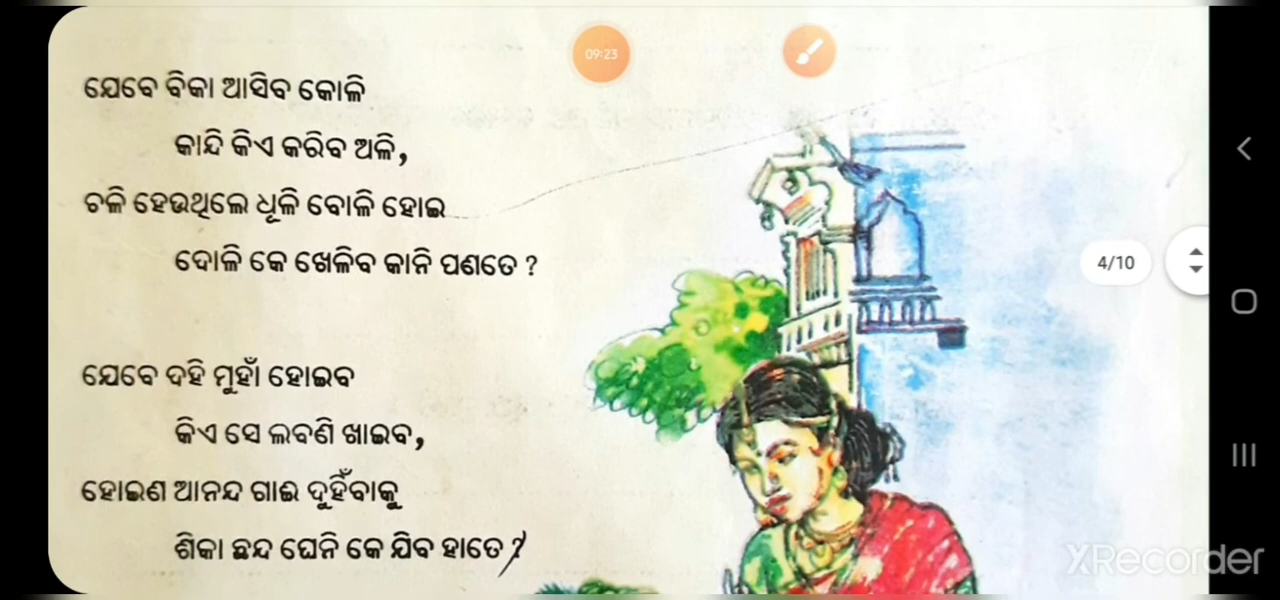 09:23
ଯେବେ ବିକା ଆସିବ କୋଳି
କାନ୍ଦି କିଏ କରିବ ଅଳି,
ଚଳି ହେଉଥିଲେ ଧୂଳି ବୋଳି ହୋଇ
ଦୋଳି କେ ଖେଳିବ କାନି ପଣତେ ?
4/10
ଯେବେ ଦହି ମୁହାଁ ହୋଇବ
କିଏ ସେ ଲବଣି ଖାଇବ,
ହୋଇଣ ଆନନ୍ଦ ଗାଈ ଦୁହିଁବାକୁ
ଶିକା ଛନ୍ଦ ଘେନି କେ ଯିବ ହାତେ ?
XRecorder